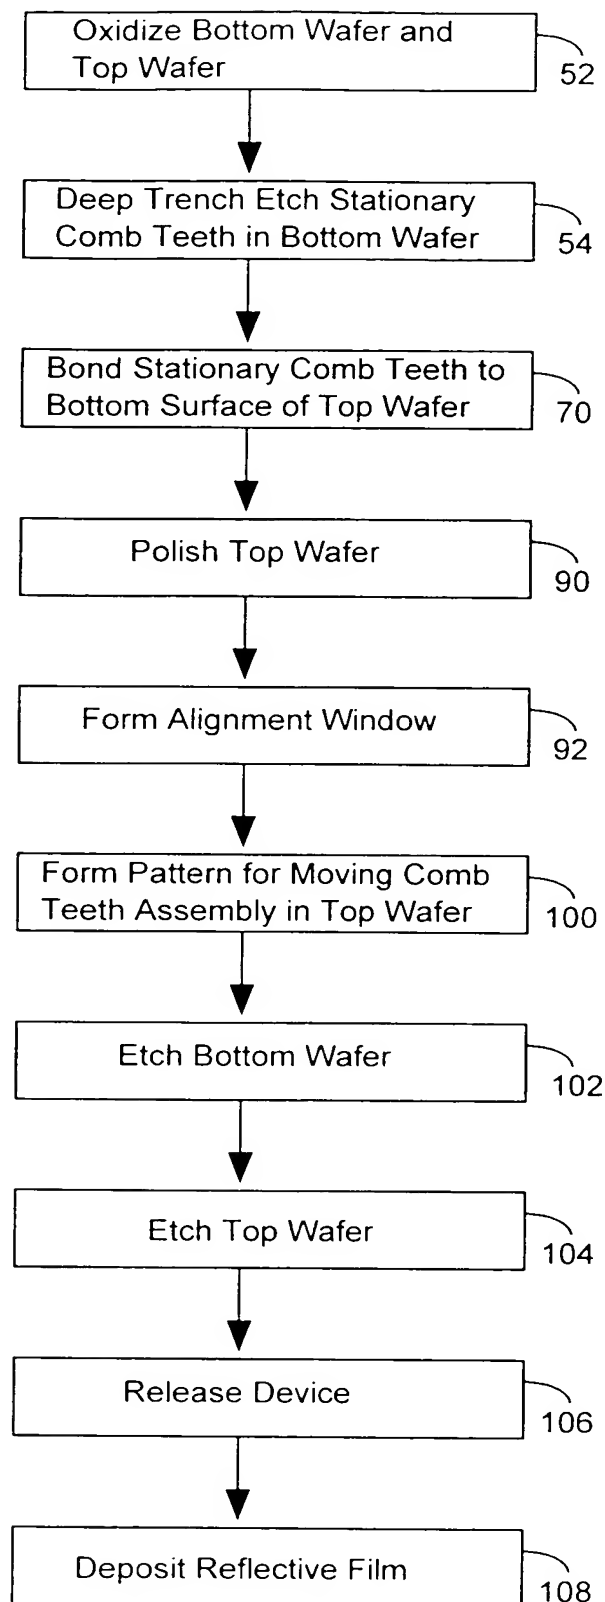 Oxidize Bottom Wafer and
Top Wafer
52
Deep Trench Etch Stationary
Comb Teeth in Bottom Wafer
54
Bond Stationary Comb Teeth to
Bottom Surface of Top Wafer
70
Polish Top Wafer
90
Form Alignment Window
92
Form Pattern for Moving Comb
Teeth Assembly in Top Wafer
100
Etch Bottom Wafer
102
Etch Top Wafer
104
Release Device
106
Deposit Reflective Film
108